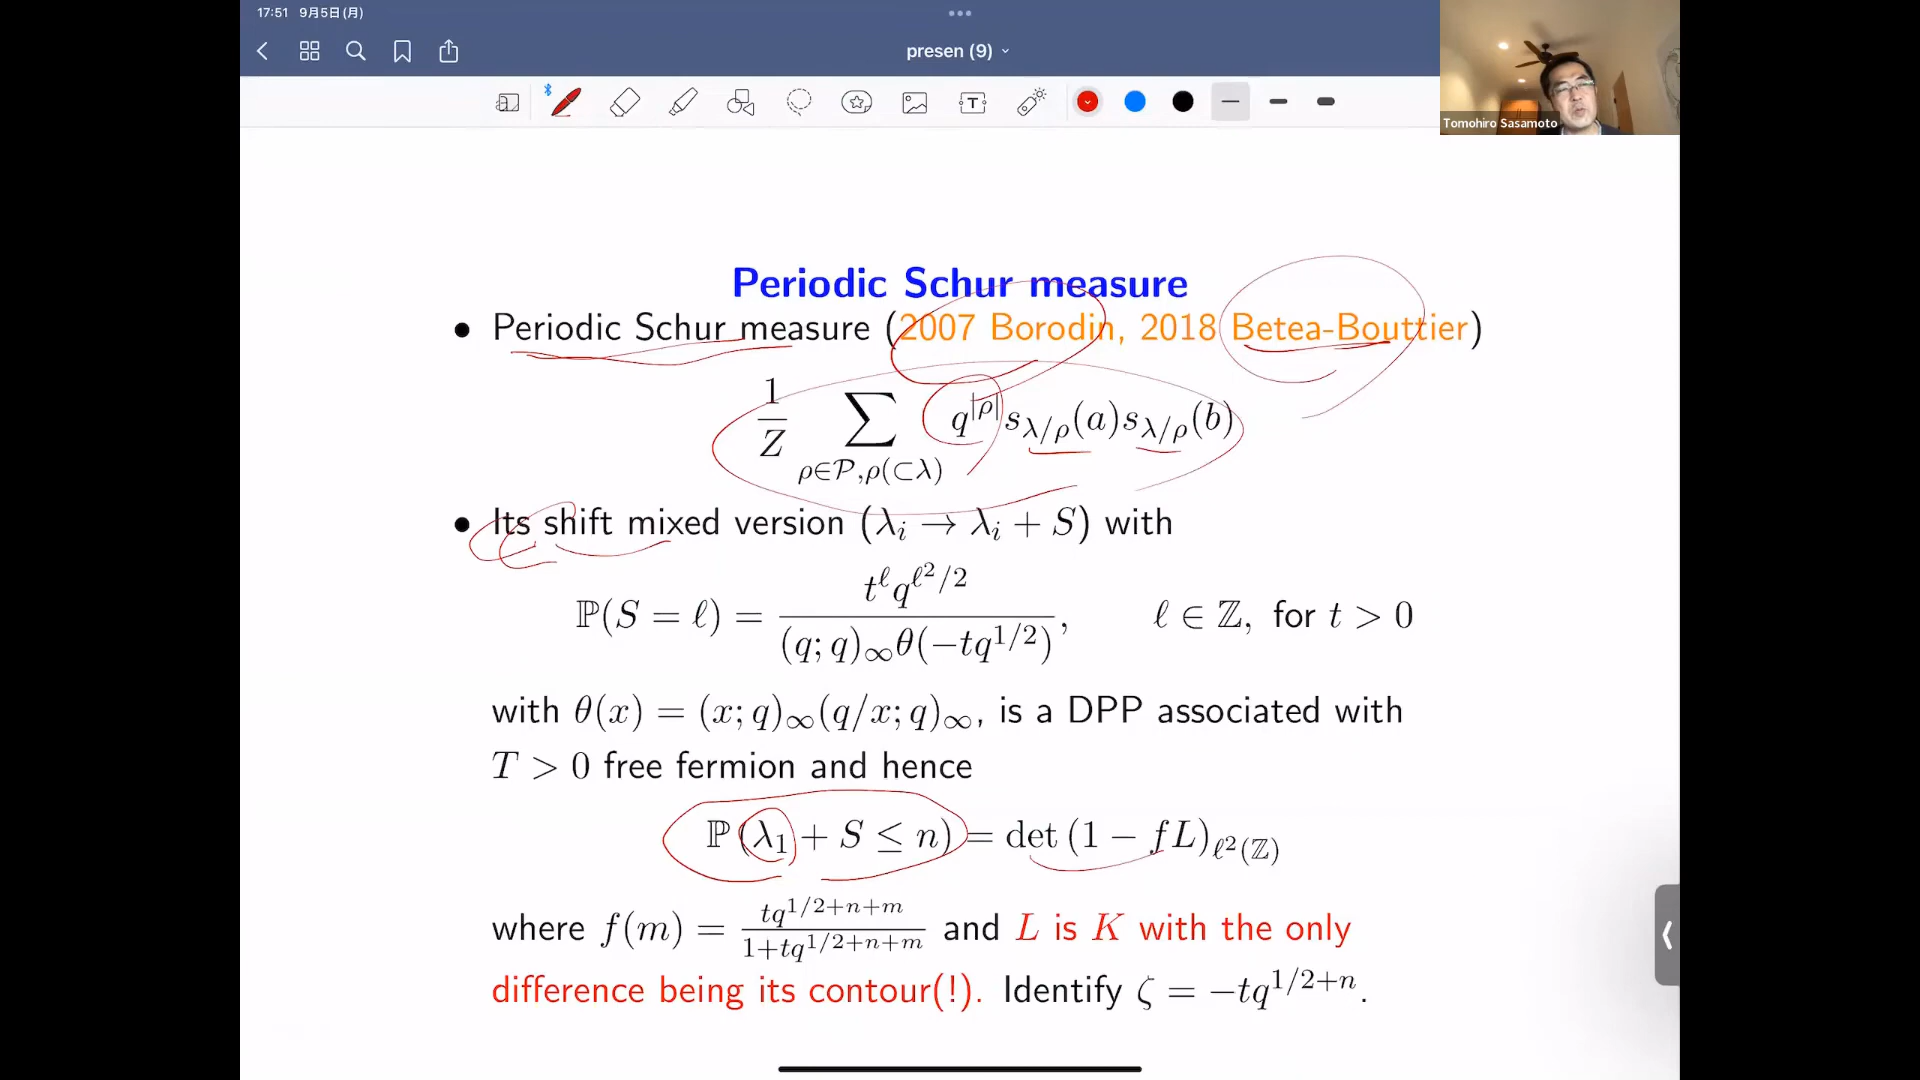 17:51 9月5日(月)
presen (9)
Tomohiro Sasamoto
Periodic Schur measure
• Periodic Schur measure (2007 Borodin, 2018 Betea-Bouttier)
1/Z ∑_{ρ∈𝒫,ρ(⊂λ)} q^{|ρ|} s_{λ/ρ}(a)s_{λ/ρ}(b)
• Its shift mixed version (λ_i → λ_i + S) with
ℙ(S = ℓ) = t^ℓ q^{ℓ²/2} / (q; q)_∞θ(−tq^{1/2}), ℓ ∈ ℤ, for t > 0
with θ(x) = (x; q)_∞(q/x; q)_∞, is a DPP associated with
T > 0 free fermion and hence
ℙ(λ_1 + S ≤ n) = det (1 − fL)_{ℓ²(ℤ)}
where f(m) = tq^{1/2+n+m} / 1+tq^{1/2+n+m} and L is K with the only
difference being its contour(!). Identify ζ = −tq^{1/2+n}.